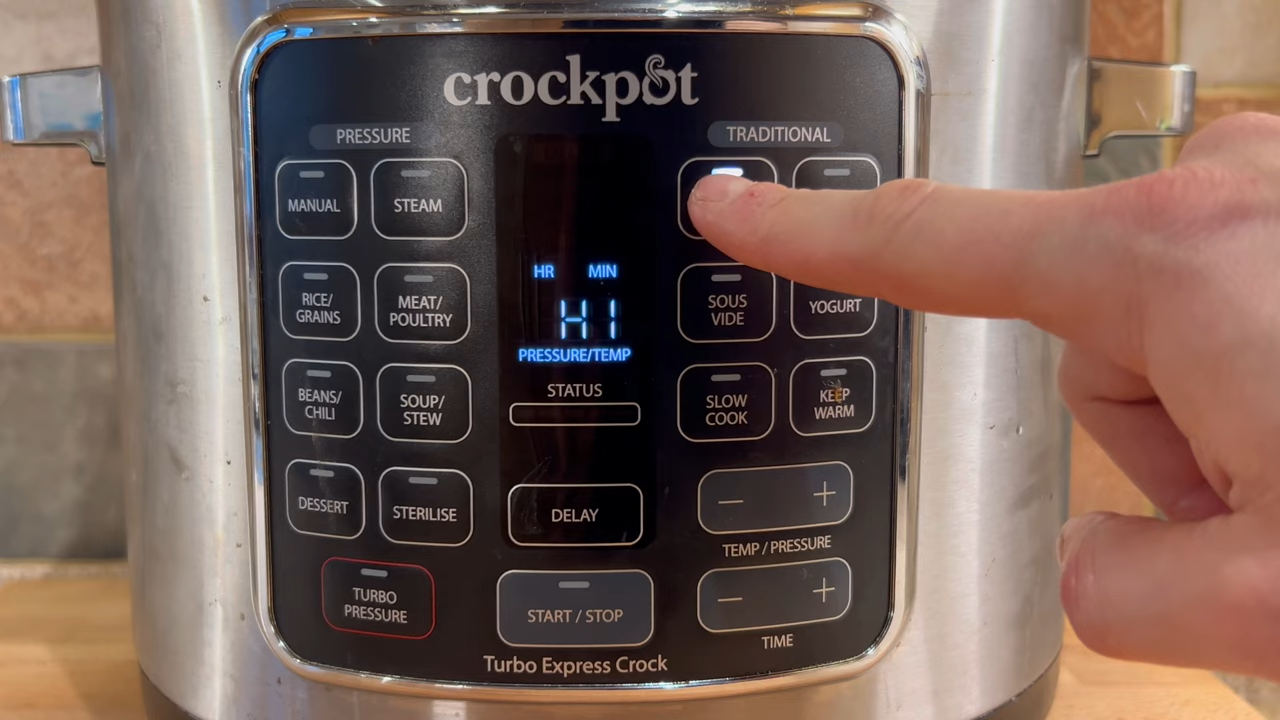 crockpot
PRESSURE
TRADITIONAL
MANUAL
STEAM
RICE/
GRAINS
MEAT/
POULTRY
BEANS/
CHILI
SOUP/
STEW
DESSERT
STERILISE
TURBO
PRESSURE
HR MIN
HI
PRESSURE/TEMP
STATUS
DELAY
START / STOP
SOUS
VIDE
YOGURT
SLOW
COOK
KEEP
WARM
— +
TEMP / PRESSURE
— +
TIME
Turbo Express Crock